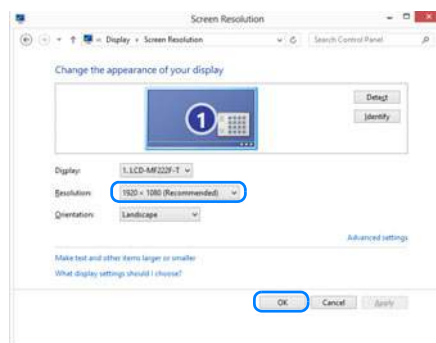 Screen Resolution
Display ▸ Screen Resolution
Search Control Panel
Change the appearance of your display
1
Detect
Identify
Display: 1. LCD-MF222F-T
Resolution: 1920 × 1080 (Recommended)
Orientation: Landscape
Advanced settings
Make text and other items larger or smaller
What display settings should I choose?
OK Cancel Apply